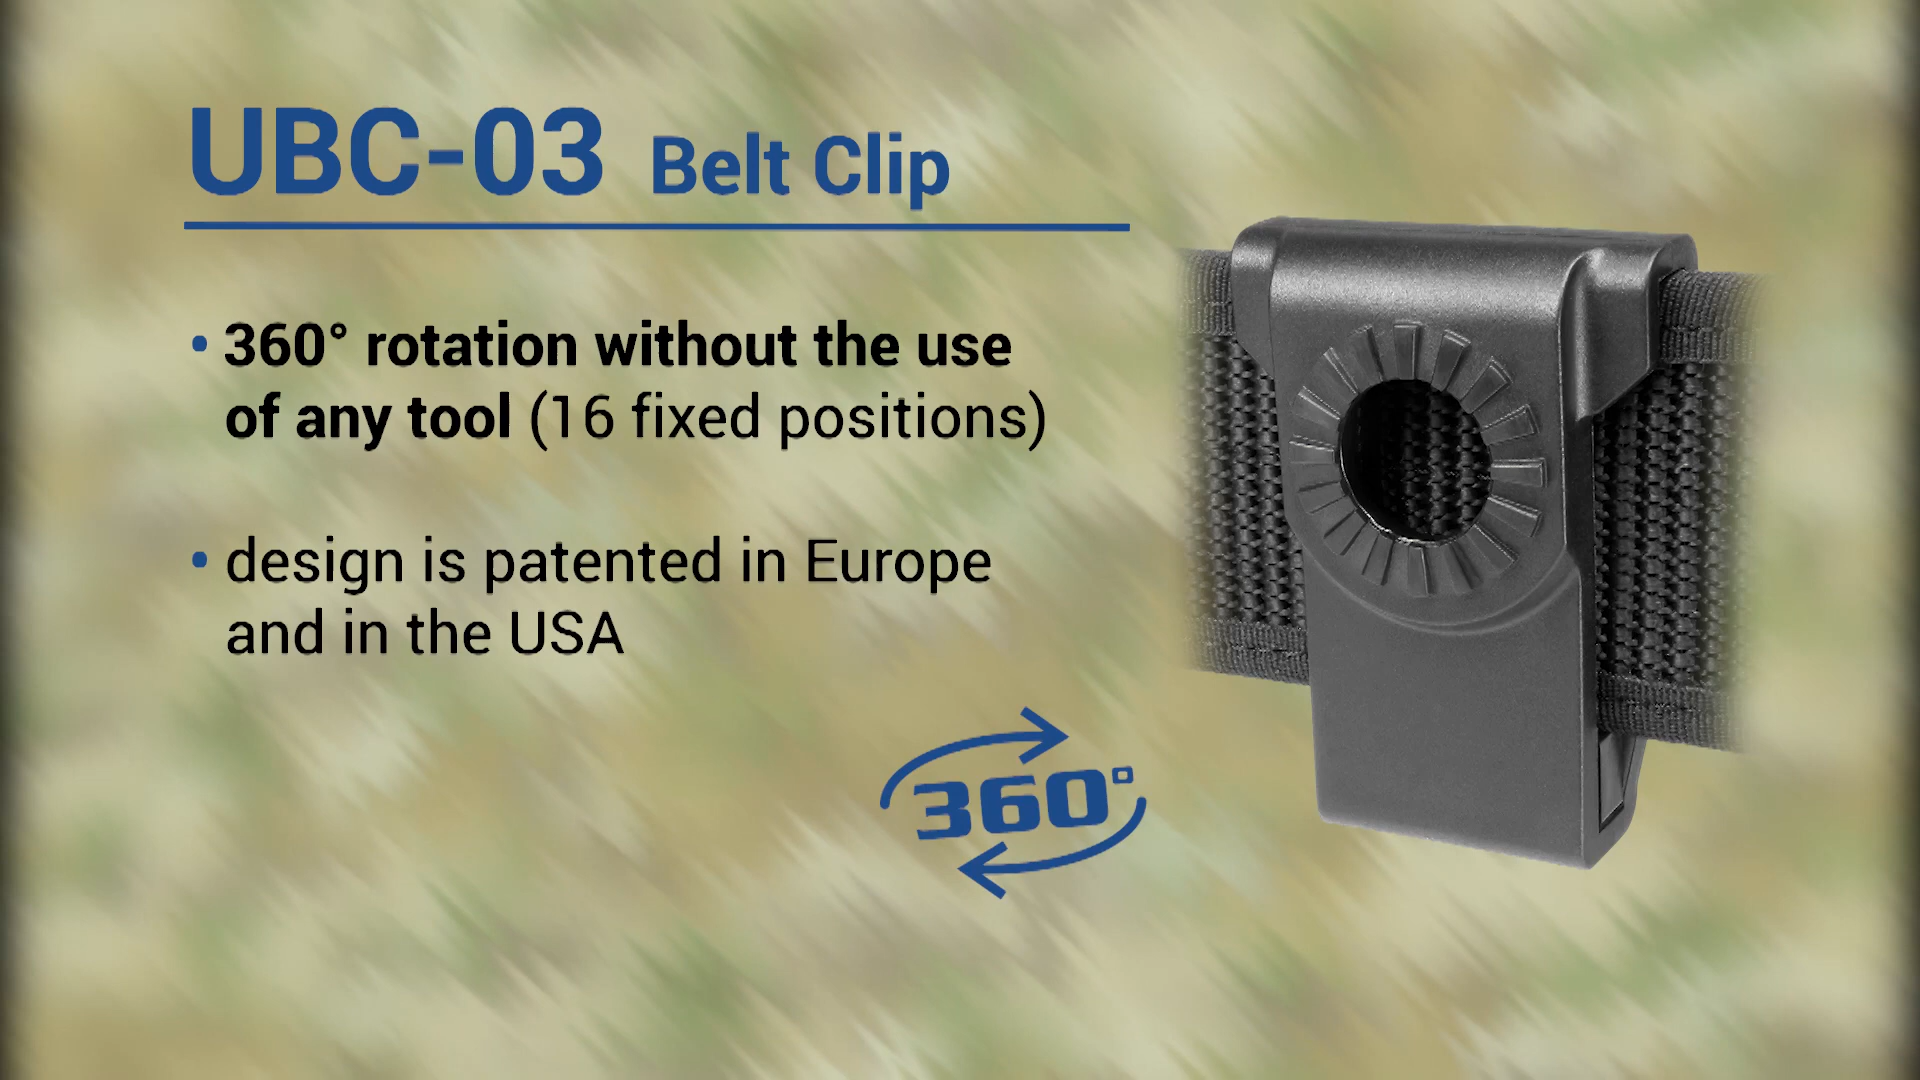 UBC-03 Belt Clip
• 360° rotation without the use
of any tool (16 fixed positions)
• design is patented in Europe
and in the USA
360°